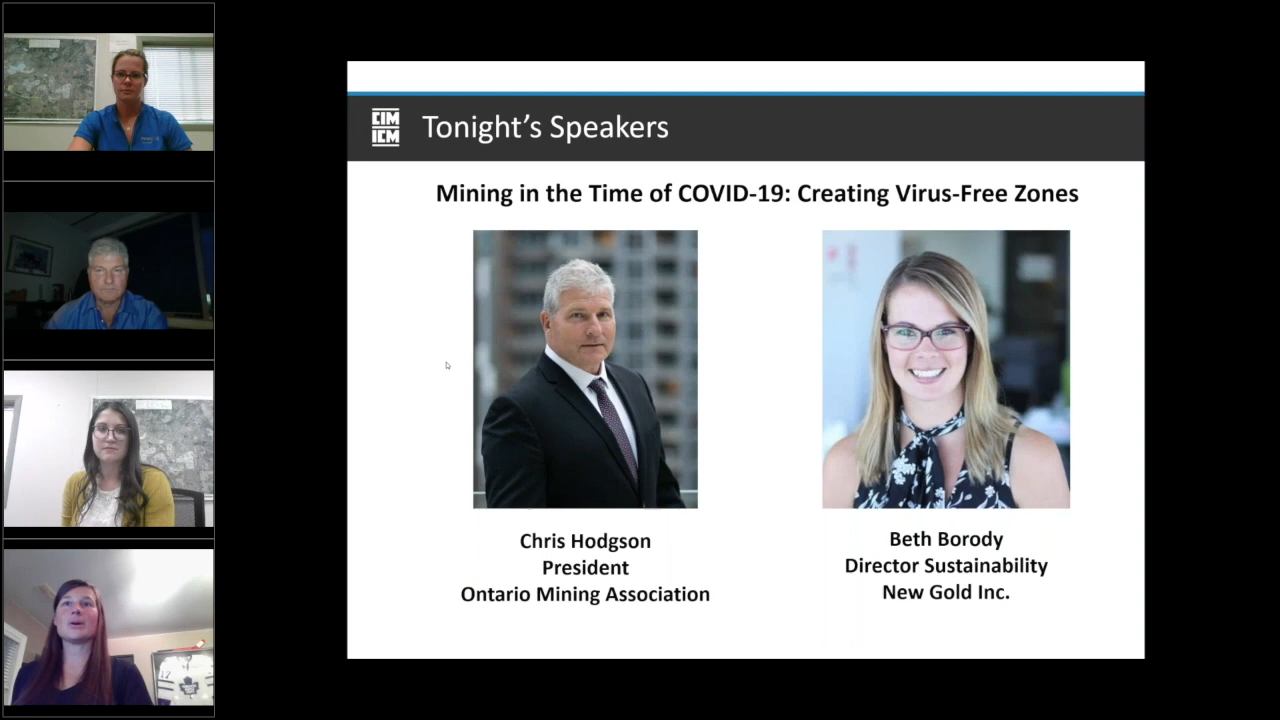 CIM
ICM
Tonight's Speakers
Mining in the Time of COVID-19: Creating Virus-Free Zones
Chris Hodgson
President
Ontario Mining Association
Beth Borody
Director Sustainability
New Gold Inc.
17